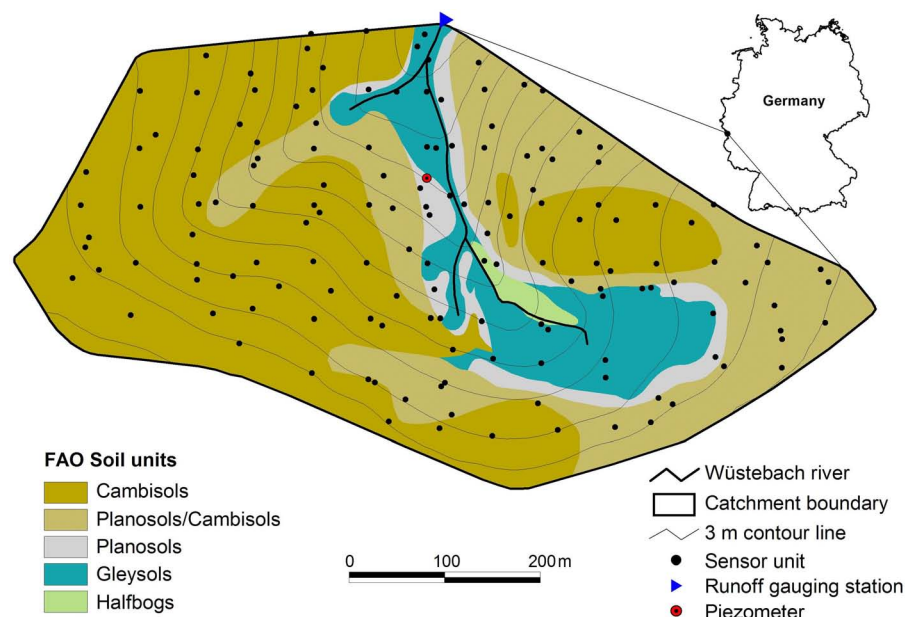 Germany
FAO Soil units
Cambisols
Planosols/Cambisols
Planosols
Gleysols
Halfbogs
0 100 200 m
Wüstebach river
Catchment boundary
3 m contour line
Sensor unit
Runoff gauging station
Piezometer